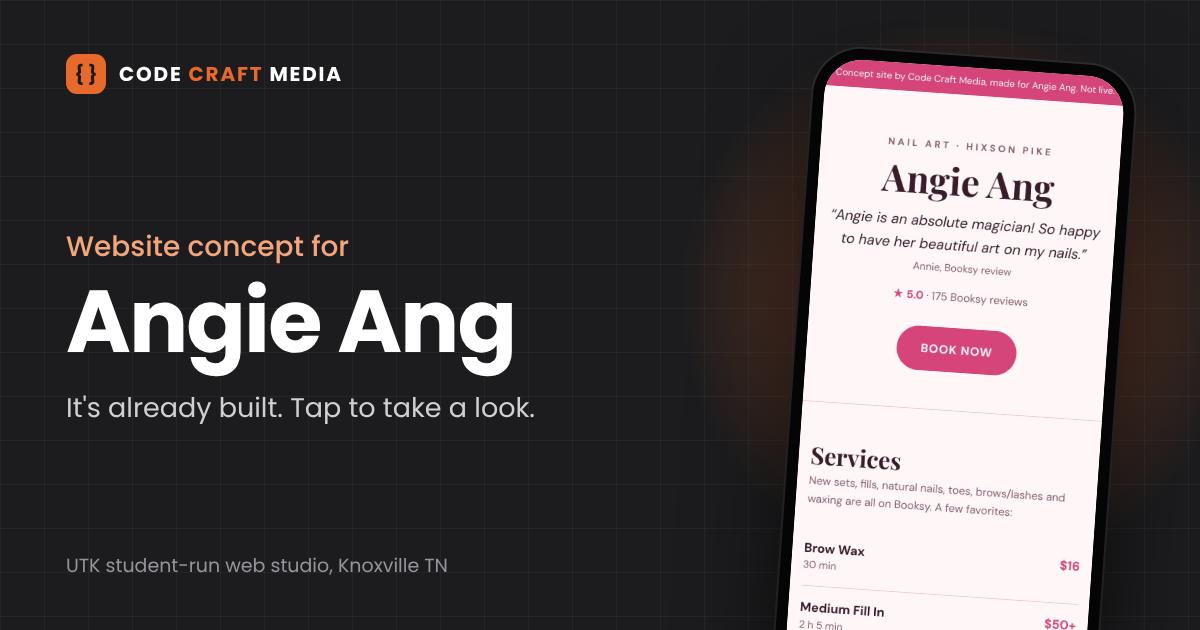 { } CODE CRAFT MEDIA
Website concept for
Angie Ang
It's already built. Tap to take a look.
UTK student-run web studio, Knoxville TN
Concept site by Code Craft Media, made for Angie Ang. Not live.
NAIL ART · HIXSON PIKE
Angie Ang
“Angie is an absolute magician! So happy
to have her beautiful art on my nails.”
Annie, Booksy review
★ 5.0 · 175 Booksy reviews
BOOK NOW
Services
New sets, fills, natural nails, toes, brows/lashes and
waxing are all on Booksy. A few favorites:
Brow Wax
30 min
$16
Medium Fill In
2 h 5 min
$50+